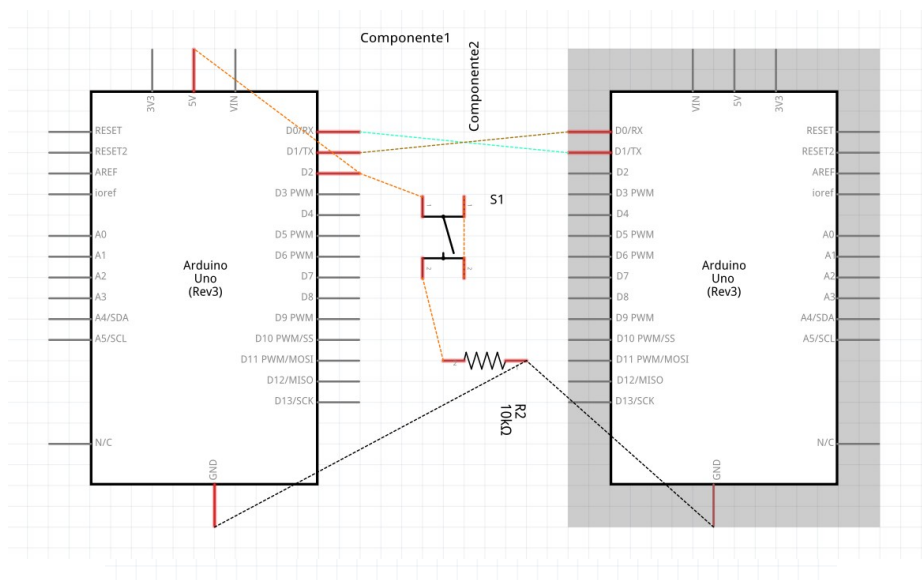 Componente1
Componente2
3V3
5V
VIN
RESET
RESET2
AREF
ioref
A0
A1
A2
A3
A4/SDA
A5/SCL
N/C
Arduino
Uno
(Rev3)
D0/RX
D1/TX
D2
D3 PWM
D4
D5 PWM
D6 PWM
D7
D8
D9 PWM
D10 PWM/SS
D11 PWM/MOSI
D12/MISO
D13/SCK
GND
S1
R2
10kΩ
VIN
5V
3V3
D0/RX
D1/TX
D2
D3 PWM
D4
D5 PWM
D6 PWM
D7
D8
D9 PWM
D10 PWM/SS
D11 PWM/MOSI
D12/MISO
D13/SCK
Arduino
Uno
(Rev3)
RESET
RESET2
AREF
ioref
A0
A1
A2
A3
A4/SDA
A5/SCL
N/C
GND